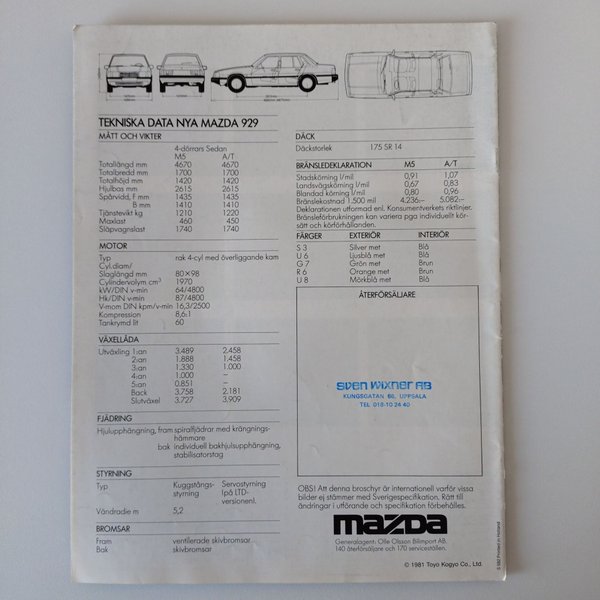 TEKNISKA DATA NYA MAZDA 929
MÅTT OCH VIKTER
4-dörrars Sedan
M5 A/T
Totallängd mm 4670 4670
Totalbredd mm 1700 1700
Totalhöjd mm 1420 1420
Hjulbas mm 2615 2615
Spårvidd, F mm 1435 1435
B mm 1410 1410
Tjänstevikt kg 1210 1220
Maxlast 460 450
Släpvagnslast 1740 1740
MOTOR
Typ rak 4-cyl med överliggande kam
Cyl.diam/
Slaglängd mm 80×98
Cylindervolym cm³ 1970
kW/DIN v-min 64/4800
Hk/DIN v-min 87/4800
V-mom DIN kpm/v-min 16,3/2500
Kompression 8,6:1
Tankrymd lit 60
VÄXELLÅDA
Utväxling 1:an 3.489 2.458
2:an 1.888 1.458
3:an 1.330 1.000
4:an 1.000 –
5:an 0.851 –
Back 3.758 2.181
Slutväxel 3.727 3.909
FJÄDRING
Hjulupphängning, fram spiralfjädrar med krängnings-
hämmare
bak individuell bakhjulsupphängning,
stabilisatorstag
STYRNING
Typ Kuggstångs- Servostyrning
styrning (på LTD-
versionen).
Vändradie m 5,2
BROMSAR
Fram ventilerade skivbromsar
Bak skivbromsar
DÄCK
Däckstorlek 175 SR 14
BRÄNSLEDEKLARATION M5 A/T
Stadskörning l/mil 0,91 1,07
Landsvägskörning l/mil 0,67 0,83
Blandad körning l/mil 0,80 0,96
Bränslekostnad 1.500 mil 4.236:– 5.082:–
Deklarationen utformad enl. Konsumentverkets riktlinjer.
Bränsleförbrukningen kan variera pga individuellt kör-
sätt och körförhållanden.
FÄRGER EXTERIÖR INTERIÖR
S 3 Silver met Blå
U 6 Ljusblå met Blå
G 7 Grön met Brun
R 6 Orange met Brun
U 8 Mörkblå met Blå
ÅTERFÖRSÄLJARE
SVEN WIXNER AB
KUNGSGATAN 66, UPPSALA
TEL 018-10 24 40
OBS! Att denna broschyr är internationell varför vissa
bilder ej stämmer med Sverigespecifikation. Rätt till
ändringar i utförande och specifikation förbehålles.
mazda
Generalagent: Olle Olsson Bilimport AB.
140 återförsäljare och 170 serviceställen.
© 1981 Toyo Kogyo Co., Ltd.